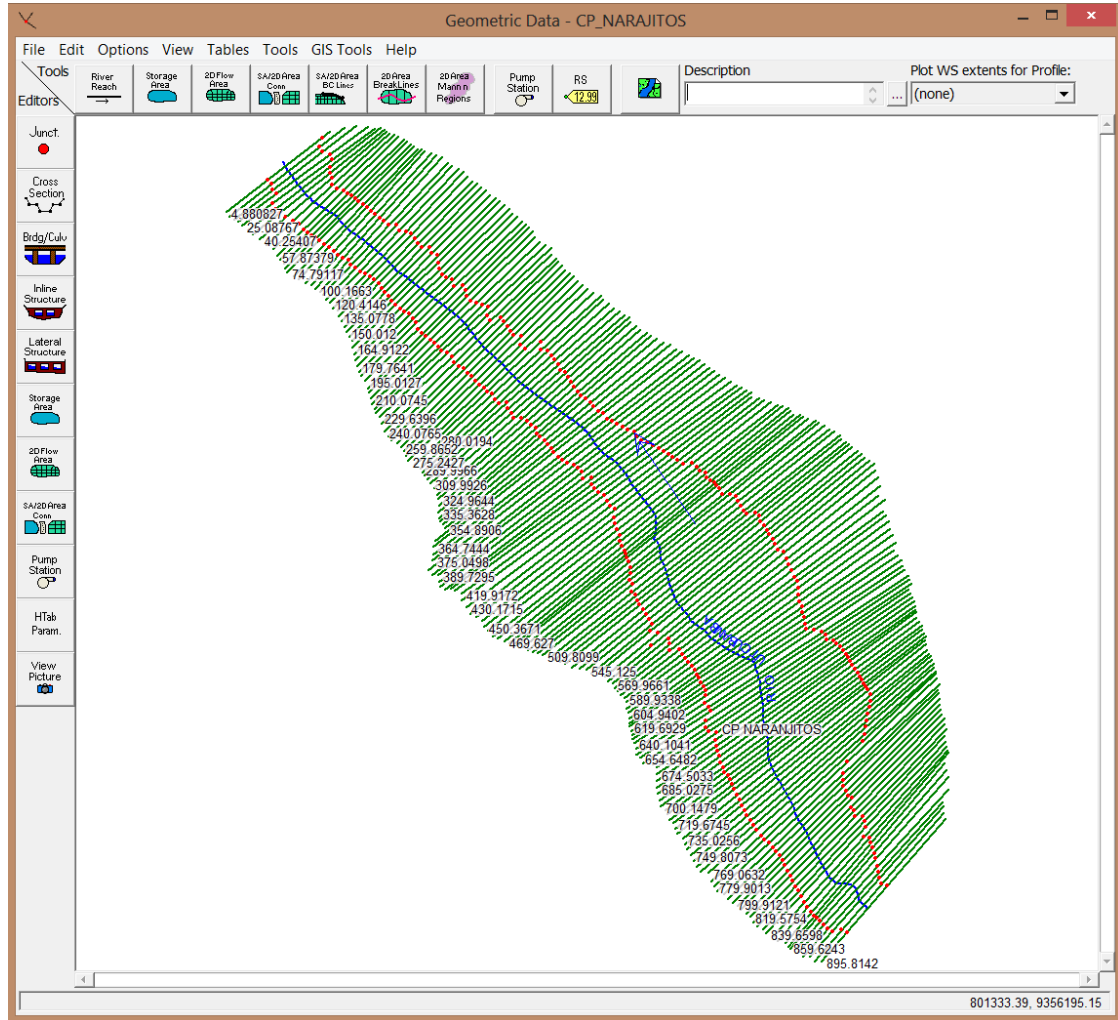 Geometric Data - CP_NARAJITOS
File Edit Options View Tables Tools GIS Tools Help
Tools
Editors
River
Reach
Storage
Area
2D Flow
Area
SA/2D Area
Conn
SA/2D Area
BC Lines
2D Area
BreakLines
2D Area
Mann n
Regions
Pump
Station
RS
12.99
Description
...
Plot WS extents for Profile:
(none)
Junct.
Cross
Section
Brdg/Culv
Inline
Structure
Lateral
Structure
Storage
Area
2D Flow
Area
SA/2D Area
Conn
Pump
Station
HTab
Param.
View
Picture
4.880827
25.08767
40.25407
57.87379
74.79117
100.1663
120.4146
135.0778
150.012
164.9122
179.7641
195.0127
210.0745
229.6396
240.0765
280.0194
259.8652
275.2427
289.9966
309.9926
324.9644
335.3628
354.8906
364.7444
375.0498
389.7295
419.9172
430.1715
450.3671
469.627
509.8099
545.125
569.9661
589.9338
604.9402
619.6929
640.1041
654.6482
674.5033
685.0275
700.1479
719.6745
735.0256
749.8073
769.0632
779.9013
799.9121
819.5754
839.6598
859.6243
895.8142
RIO
CP NARANJITOS
801333.39, 9356195.15